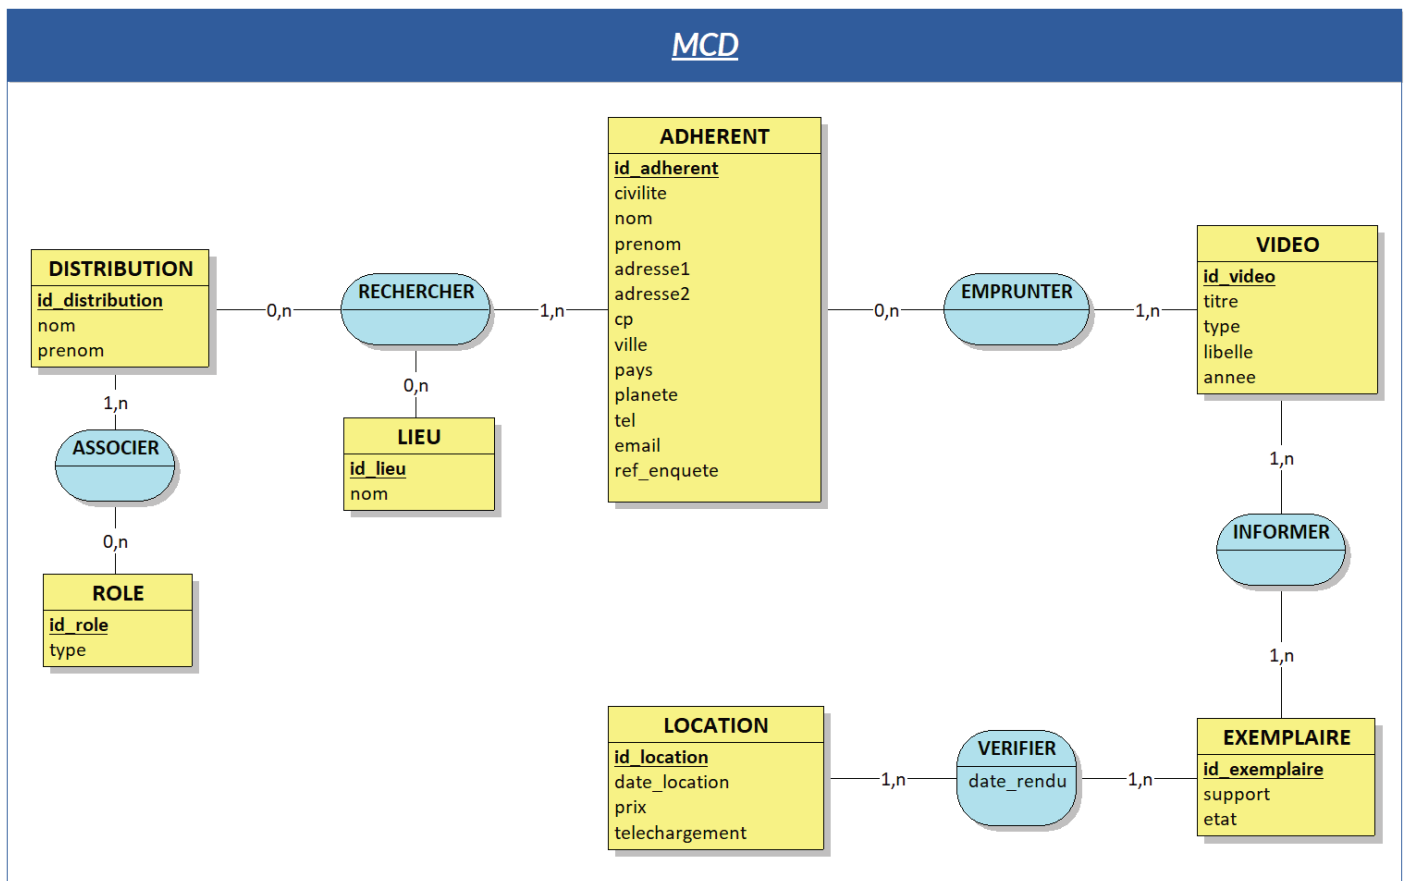 MCD
ADHERENT
id_adherent
civilite
nom
prenom
adresse1
adresse2
cp
ville
pays
planete
tel
email
ref_enquete
DISTRIBUTION
id_distribution
nom
prenom
0,n
RECHERCHER
1,n
0,n
EMPRUNTER
1,n
VIDEO
id_video
titre
type
libelle
annee
1,n
ASSOCIER
0,n
ROLE
id_role
type
0,n
LIEU
id_lieu
nom
1,n
INFORMER
1,n
LOCATION
id_location
date_location
prix
telechargement
1,n
VERIFIER
date_rendu
1,n
EXEMPLAIRE
id_exemplaire
support
etat